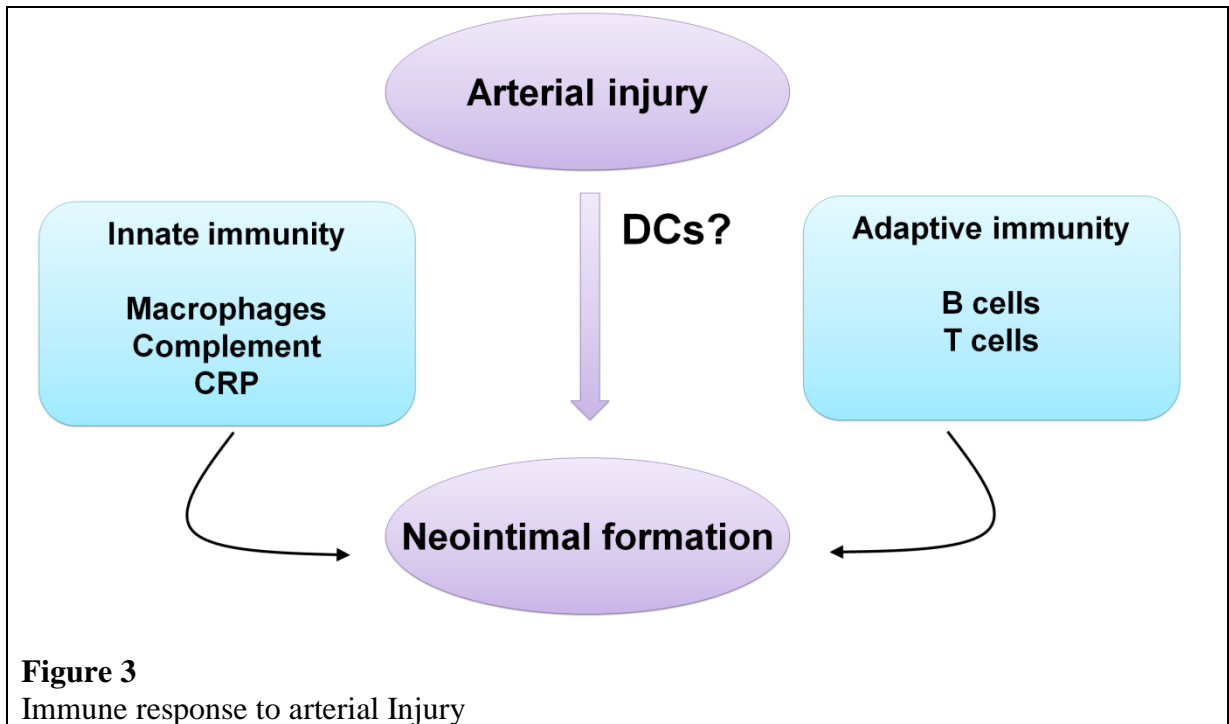 Arterial injury
DCs?
Innate immunity
Macrophages
Complement
CRP
Adaptive immunity
B cells
T cells
Neointimal formation
Figure 3
Immune response to arterial Injury